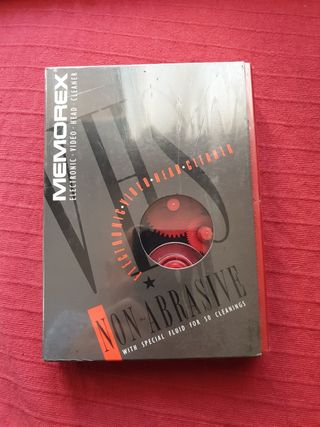 MEMOREX
ELECTRONIC · VIDEO · HEAD · CLEANER
VHS
ELECTRONIC · VIDEO · HEAD · CLEANER
NON-ABRASIVE
WITH SPECIAL FLUID FOR 50 CLEANINGS